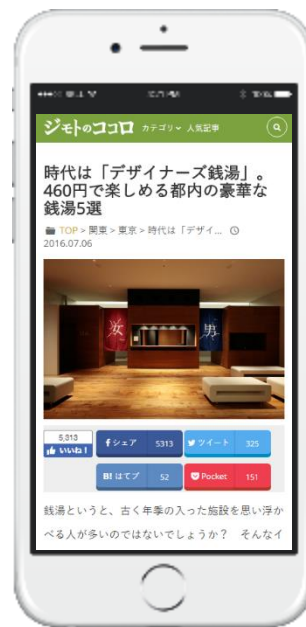 ジモトのココロ カテゴリ 人気記事
時代は「デザイナーズ銭湯」。
460円で楽しめる都内の豪華な
銭湯5選
TOP > 関東 > 東京 > 時代は「デザイ...
2016.07.06
女 男
5,313
いいね！
f シェア 5313
ツイート 325
B! はてブ 52
Pocket 151
銭湯というと、古く年季の入った施設を思い浮か
べる人が多いのではないでしょうか？ そんなイ